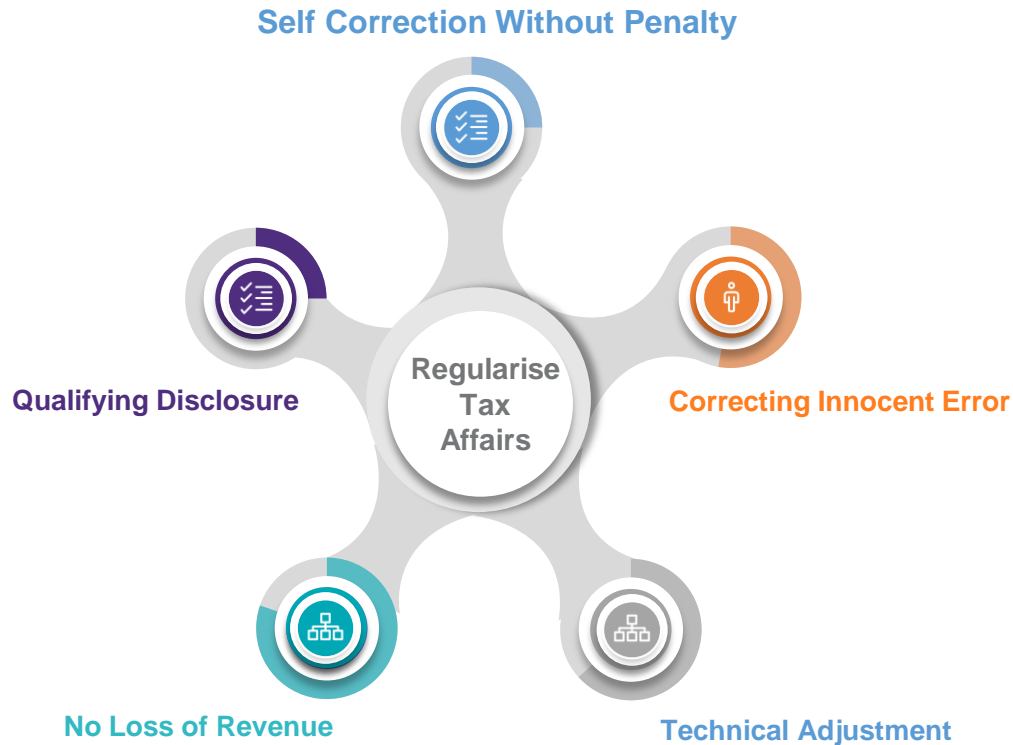 Self Correction Without Penalty
Regularise
Tax
Affairs
Qualifying Disclosure
Correcting Innocent Error
No Loss of Revenue
Technical Adjustment